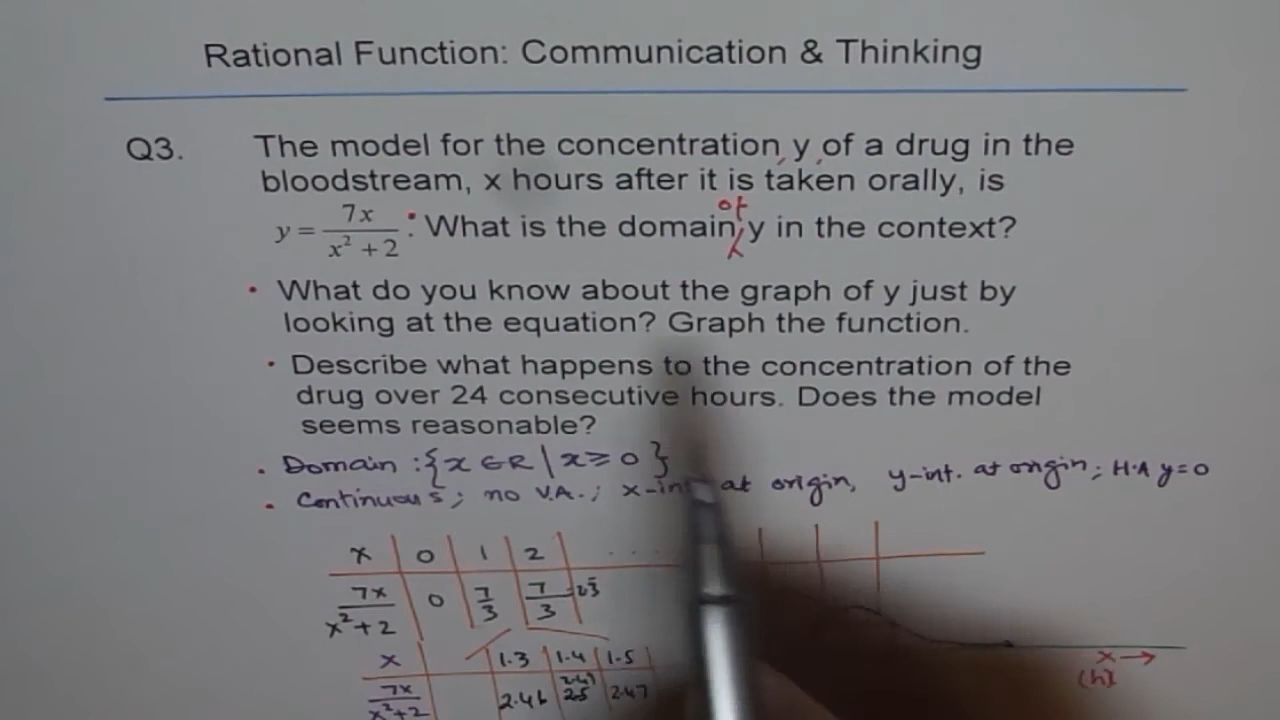 Rational Function: Communication & Thinking
Q3. The model for the concentration, y, of a drug in the
bloodstream, x hours after it is taken orally, is
y = 7x / x² + 2 : What is the domain of y in the context?
• What do you know about the graph of y just by
looking at the equation? Graph the function.
• Describe what happens to the concentration of the
drug over 24 consecutive hours. Does the model
seems reasonable?
• Domain : {x ∈ R | x ≥ 0}
• Continuous; no V.A.; x-int at origin, y-int. at origin; H.A y=0
x 0 1 2 ...
7x / x²+2 0 7/3 7/3
x 1.3 1.4 1.5
7x / x²+2 2.46 2.5 2.47
x →
(h)